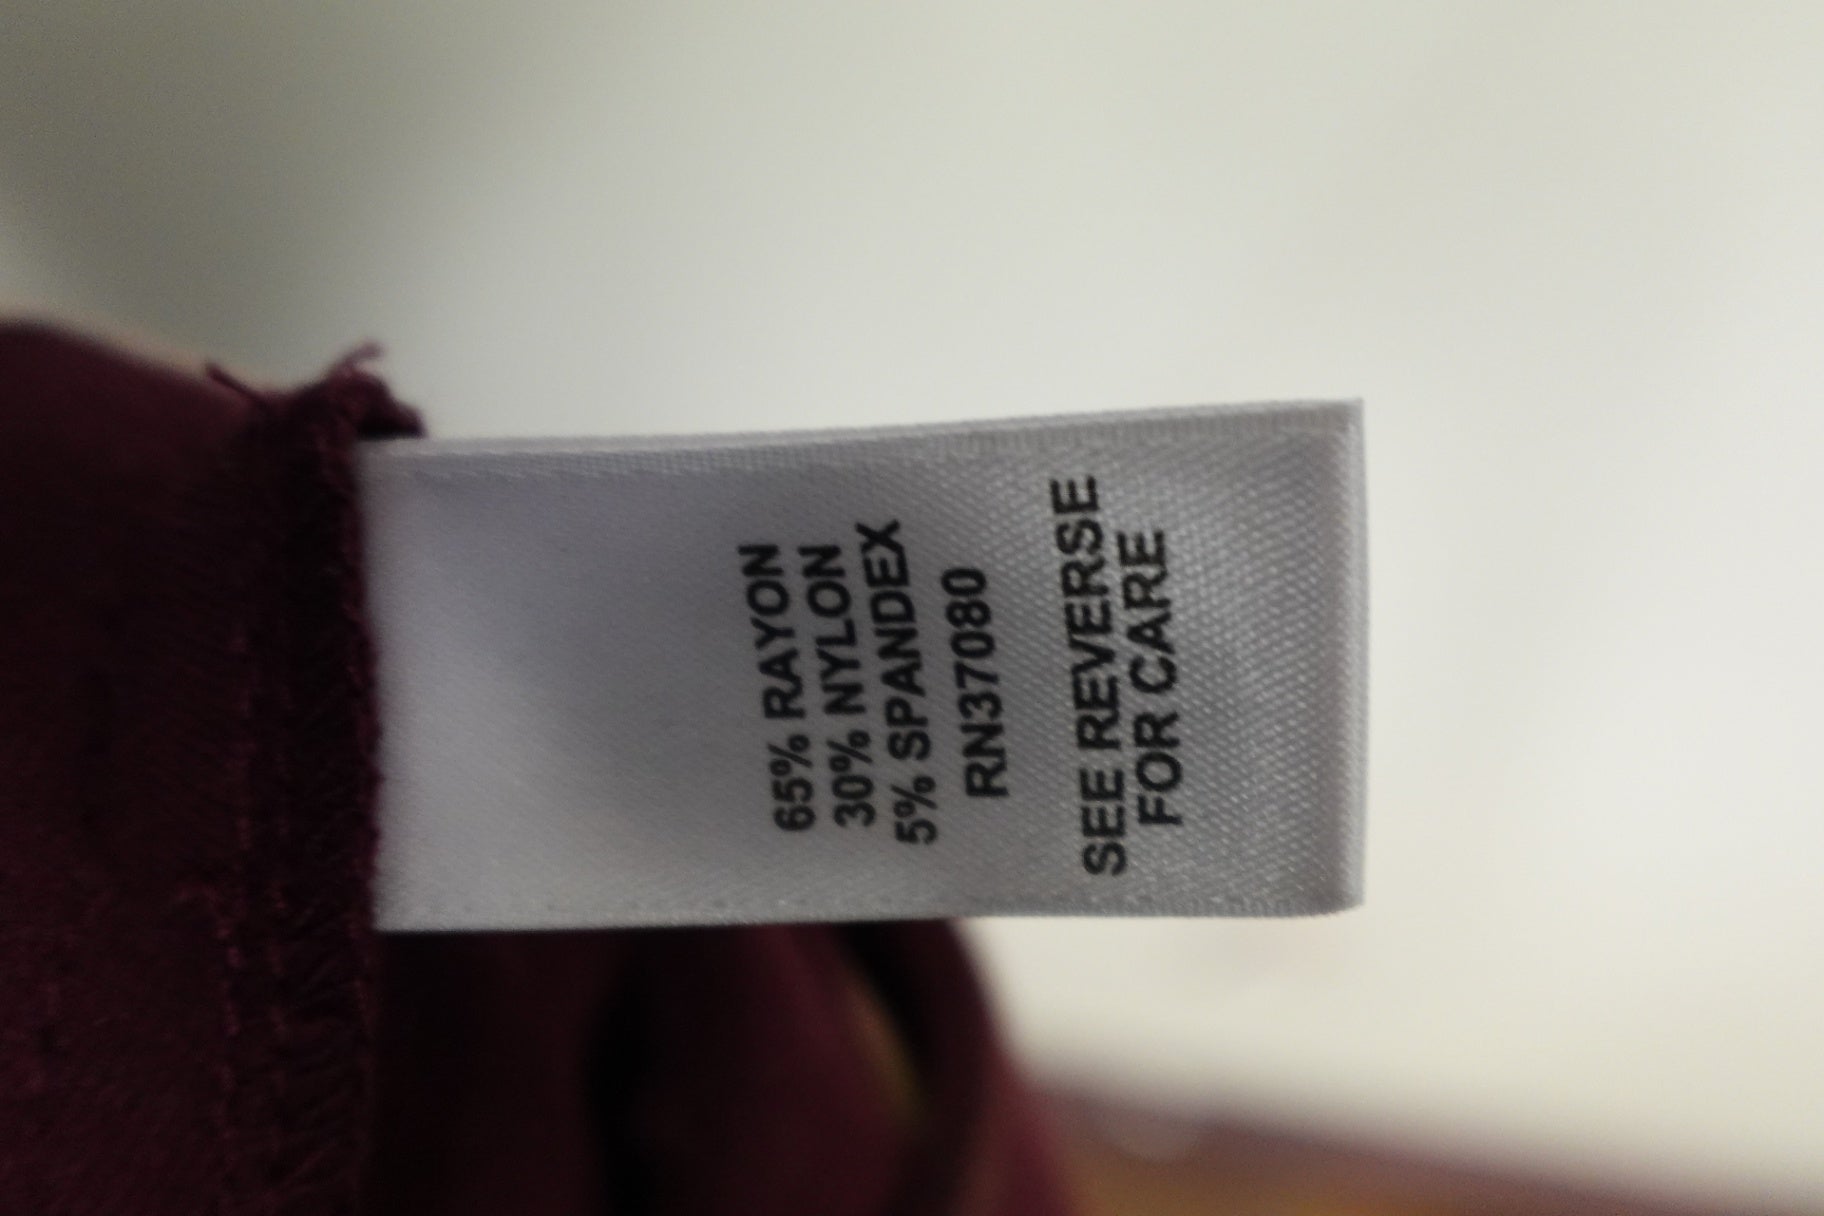 65% RAYON
30% NYLON
5% SPANDEX
RN37080
SEE REVERSE
FOR CARE